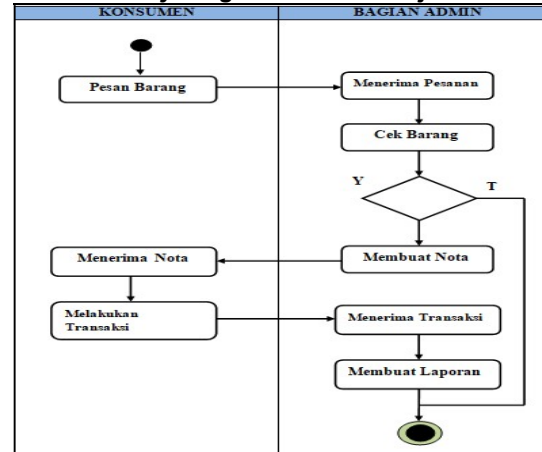 KONSUMEN
BAGIAN ADMIN
Pesan Barang
Menerima Pesanan
Cek Barang
Y
T
Menerima Nota
Membuat Nota
Melakukan
Transaksi
Menerima Transaksi
Membuat Laporan